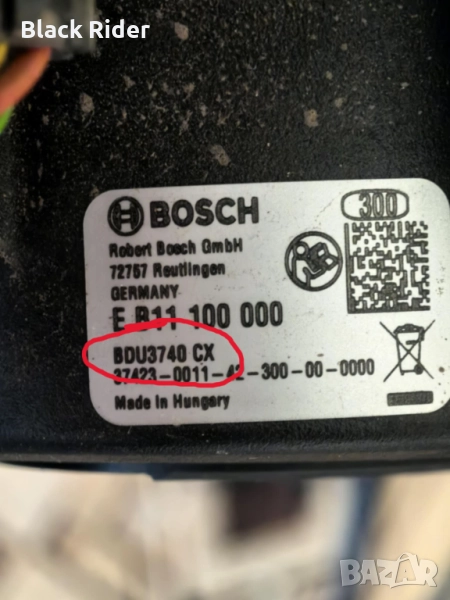 Black Rider
BOSCH
300
Robert Bosch GmbH
72757 Reutlingen
GERMANY
E B11 100 000
BDU3740 CX
37423-0011-42-300-00-0000
Made in Hungary
BAZAR